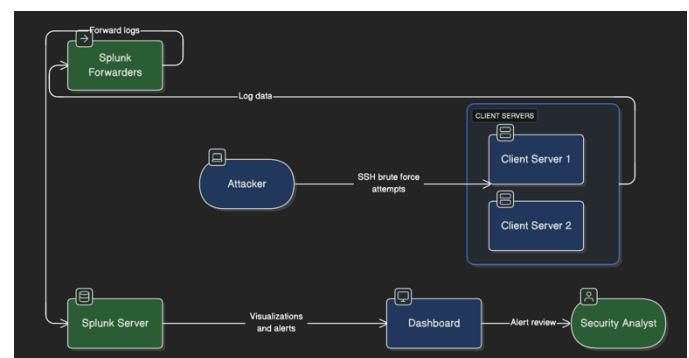 Forward logs
Splunk
Forwarders
Log data
CLIENT SERVERS
Client Server 1
Attacker
SSH brute force
attempts
Client Server 2
Splunk Server
Visualizations
and alerts
Dashboard
Alert review
Security Analyst